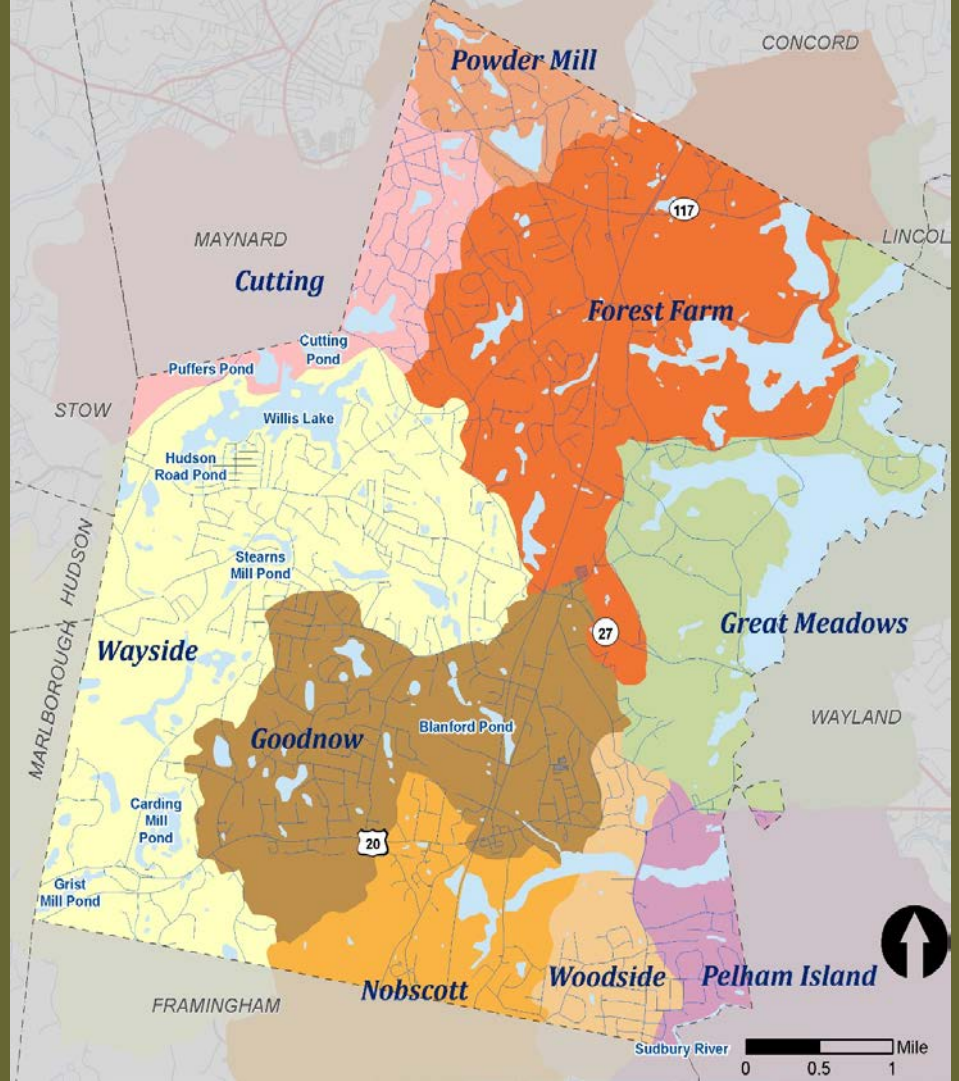 Powder Mill
CONCORD
117
MAYNARD
LINCOL
Cutting
Forest Farm
Cutting
Pond
Puffers Pond
STOW
Willis Lake
Hudson
Road Pond
HUDSON
Stearns
Mill Pond
MARLBOROUGH
Wayside
27
Great Meadows
WAYLAND
Goodnow
Blanford Pond
Carding
Mill
Pond
20
Grist
Mill Pond
Nobscott
Woodside
Pelham Island
FRAMINGHAM
Sudbury River
Mile
0 0.5 1